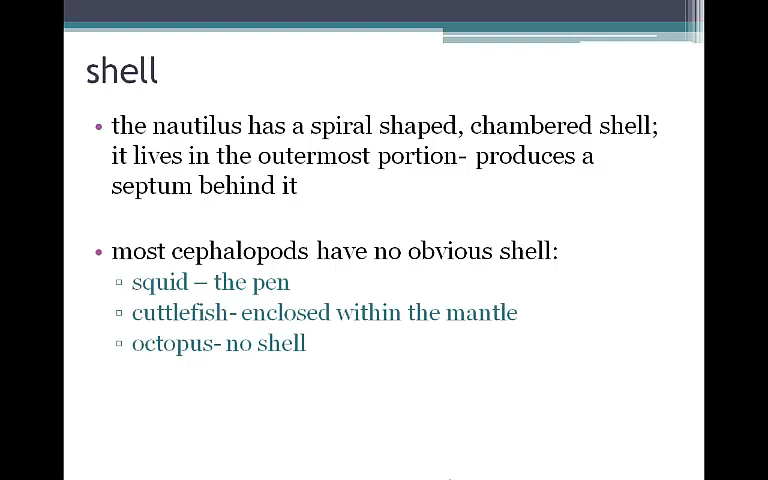 shell
• the nautilus has a spiral shaped, chambered shell;
it lives in the outermost portion- produces a
septum behind it
• most cephalopods have no obvious shell:
▫ squid – the pen
▫ cuttlefish- enclosed within the mantle
▫ octopus- no shell